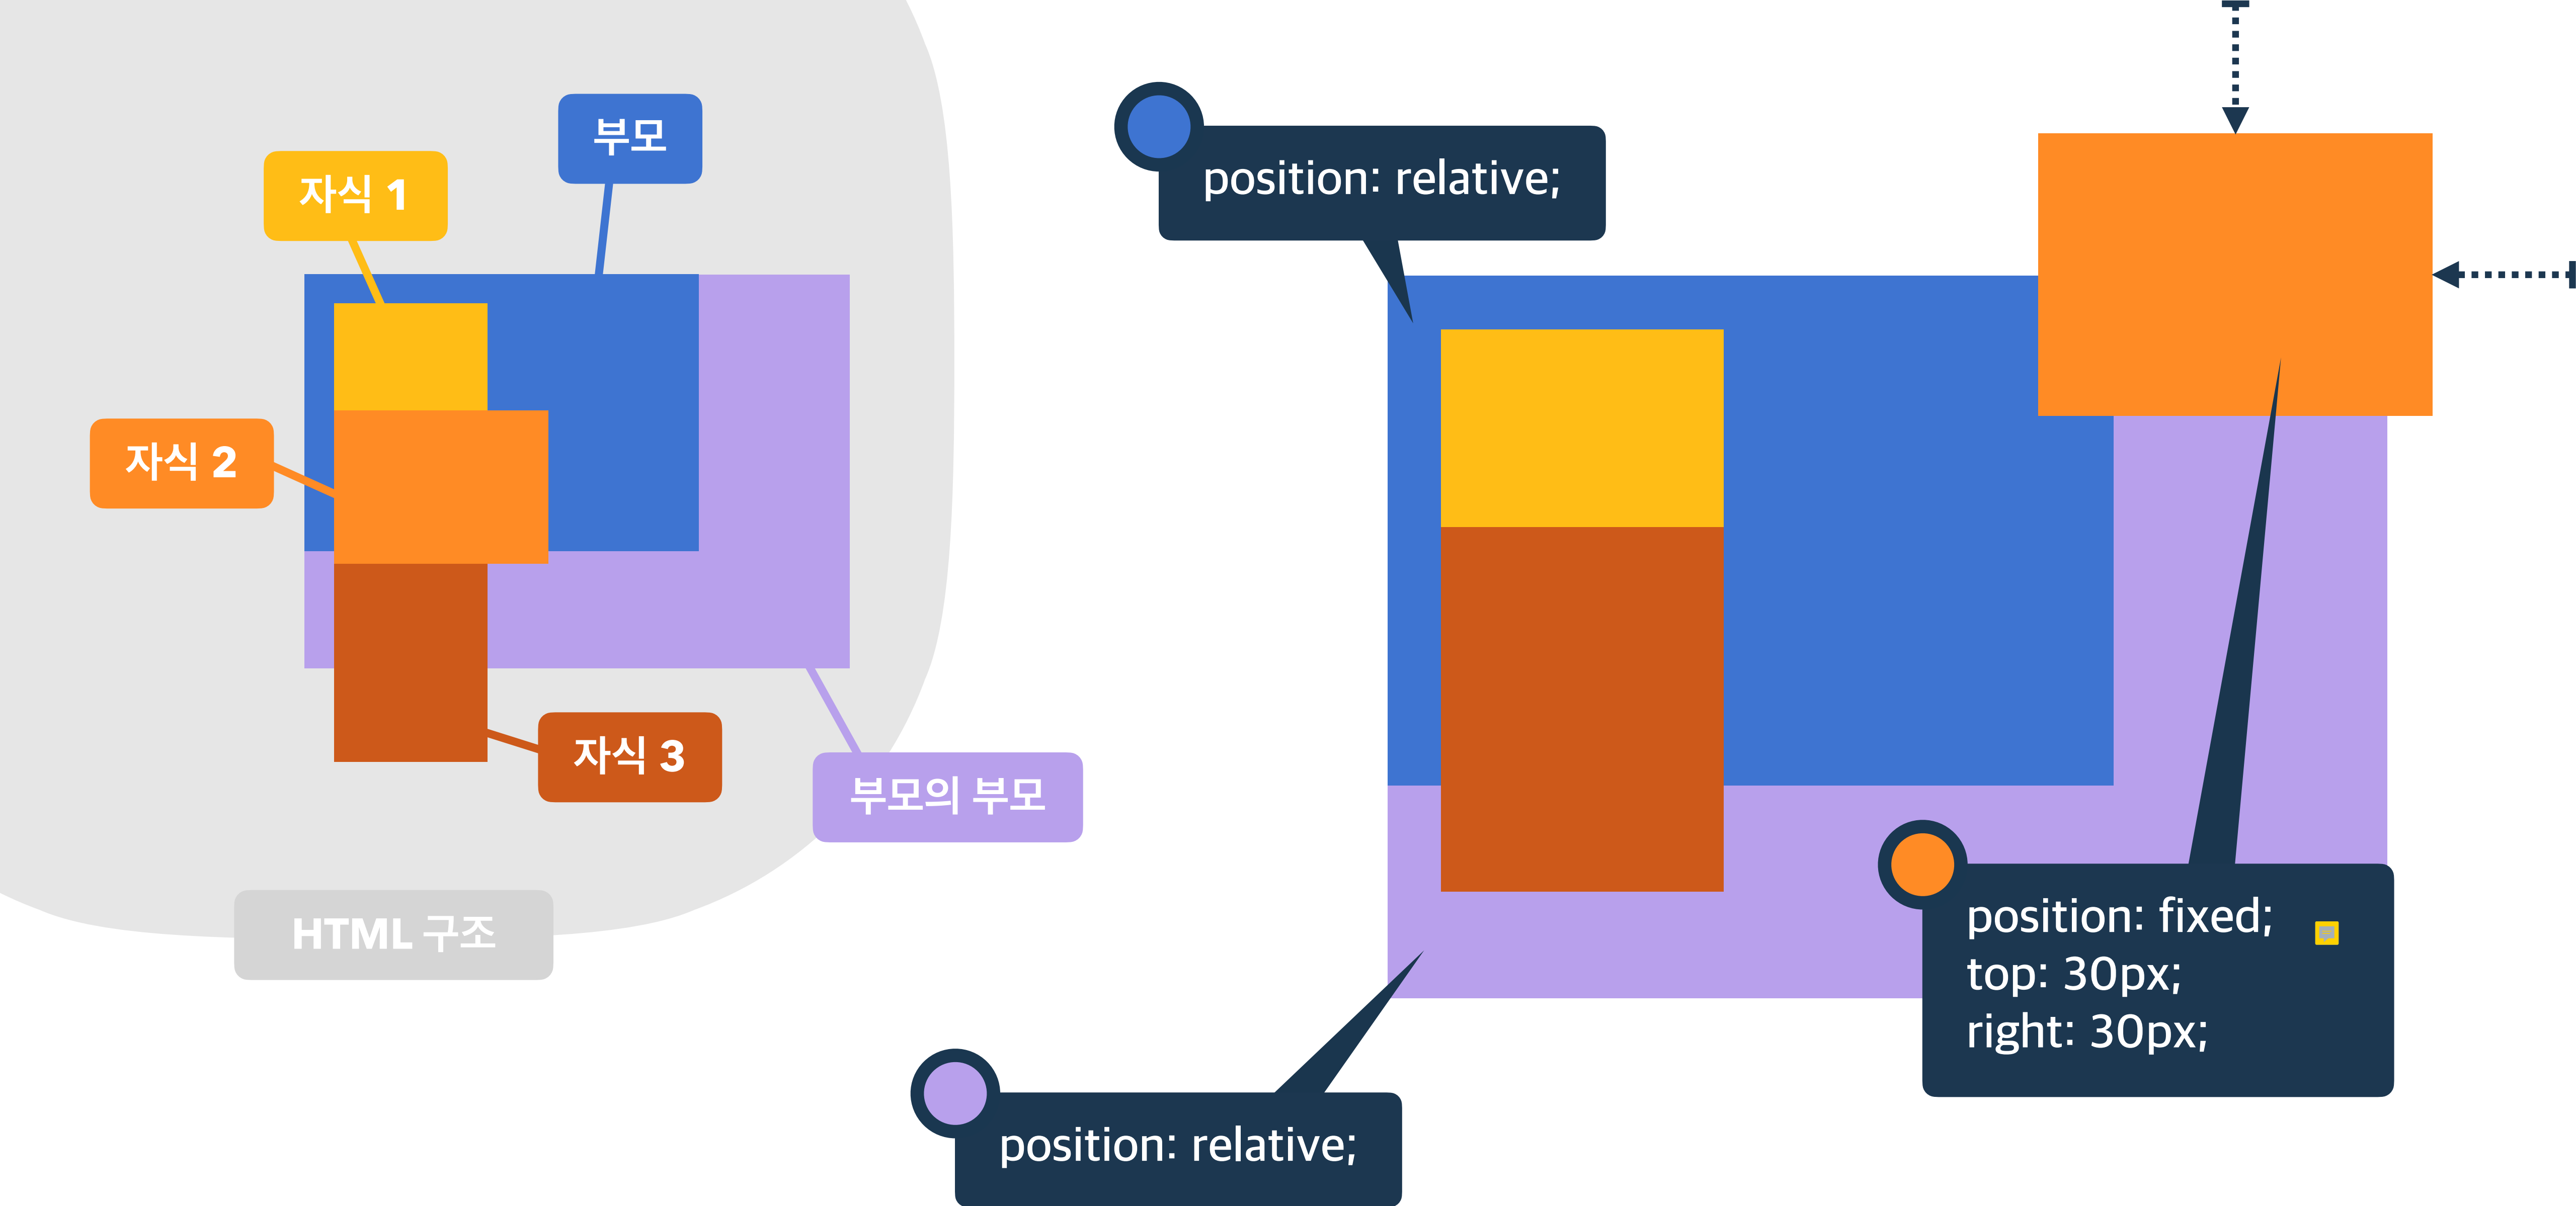 부모
자식 1
자식 2
자식 3
부모의 부모
HTML 구조
position: relative;
position: fixed;
top: 30px;
right: 30px;
position: relative;